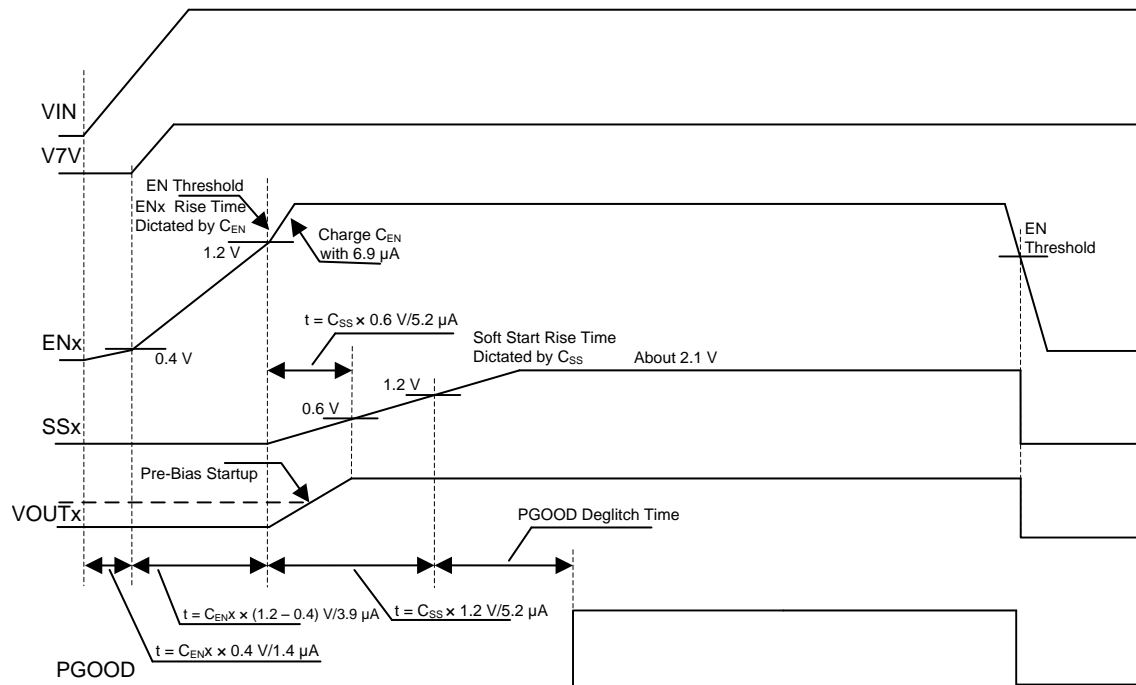 VIN
V7V
EN Threshold
ENx Rise Time
Dictated by CEN
1.2 V
Charge CEN
with 6.9 µA
EN
Threshold
t = CSS × 0.6 V/5.2 µA
ENx
0.4 V
Soft Start Rise Time
Dictated by CSS
About 2.1 V
1.2 V
0.6 V
SSx
Pre-Bias Startup
VOUTx
PGOOD Deglitch Time
t = CENx × (1.2 – 0.4) V/3.9 µA
t = CSS × 1.2 V/5.2 µA
t = CENx × 0.4 V/1.4 µA
PGOOD